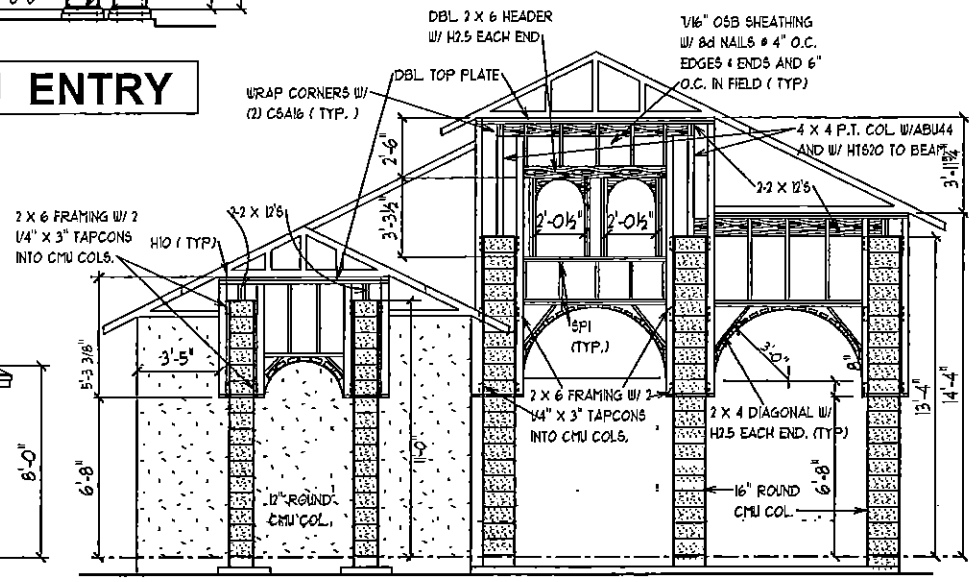 ENTRY
DBL. 2 X 6 HEADER
W/ H2.5 EACH END
7/16" OSB SHEATHING
W/ 8d NAILS @ 4" O.C.
EDGES & ENDS AND 6"
O.C. IN FIELD ( TYP)
DBL TOP PLATE
WRAP CORNERS W/
(2) CSA16 ( TYP. )
4 X 4 P.T. COL W/ABU44
AND W/ HTS20 TO BEAM
2'-6"
3'-11 3/4"
2-2 X 12'S
2 X 6 FRAMING W/ 2
1/4" X 3" TAPCONS
INTO CMU COLS.
H10 ( TYP)
2-2 X 12'S
3'-3½"
2'-0½"
2'-0½"
SP1
(TYP.)
3'-5"
5'-3 3/8"
3'-0"
8"
2 X 6 FRAMING W/ 2
1/4" X 3" TAPCONS
INTO CMU COLS.
2 X 4 DIAGONAL W/
H2.5 EACH END. (TYP)
13'-4"
14'-4"
8'-0"
6'-8"
6'-8"
12" ROUND
CMU COL.
16" ROUND
CMU COL.